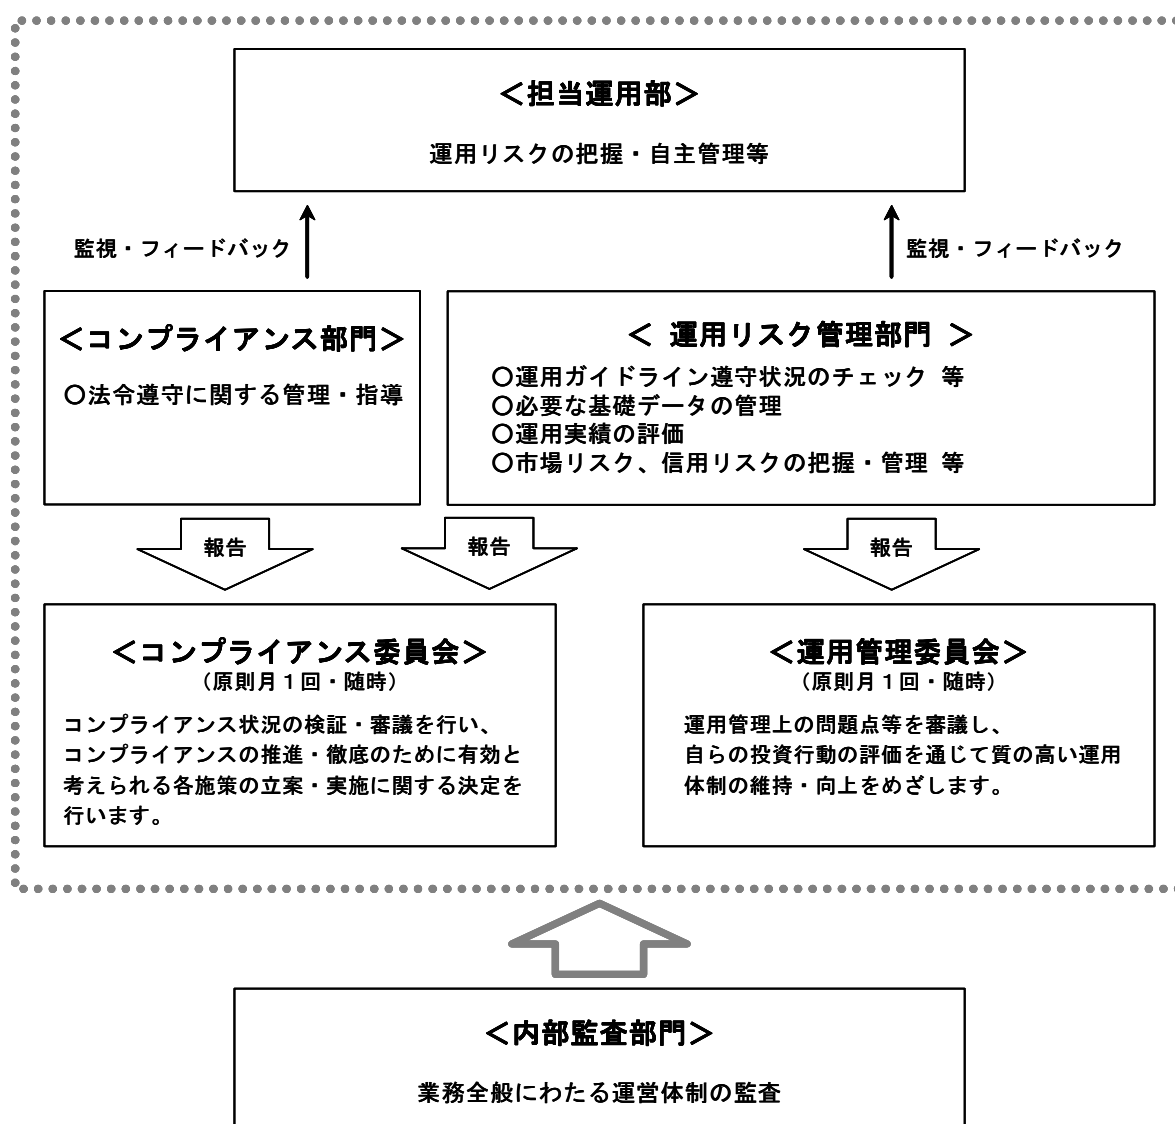 ＜担当運用部＞
運用リスクの把握・自主管理等
監視・フィードバック
監視・フィードバック
＜コンプライアンス部門＞
○法令遵守に関する管理・指導
＜ 運用リスク管理部門 ＞
○運用ガイドライン遵守状況のチェック 等
○必要な基礎データの管理
○運用実績の評価
○市場リスク、信用リスクの把握・管理 等
報告
報告
報告
＜コンプライアンス委員会＞
（原則月１回・随時）
コンプライアンス状況の検証・審議を行い、
コンプライアンスの推進・徹底のために有効と
考えられる各施策の立案・実施に関する決定を
行います。
＜運用管理委員会＞
（原則月１回・随時）
運用管理上の問題点等を審議し、
自らの投資行動の評価を通じて質の高い運用
体制の維持・向上をめざします。
＜内部監査部門＞
業務全般にわたる運営体制の監査